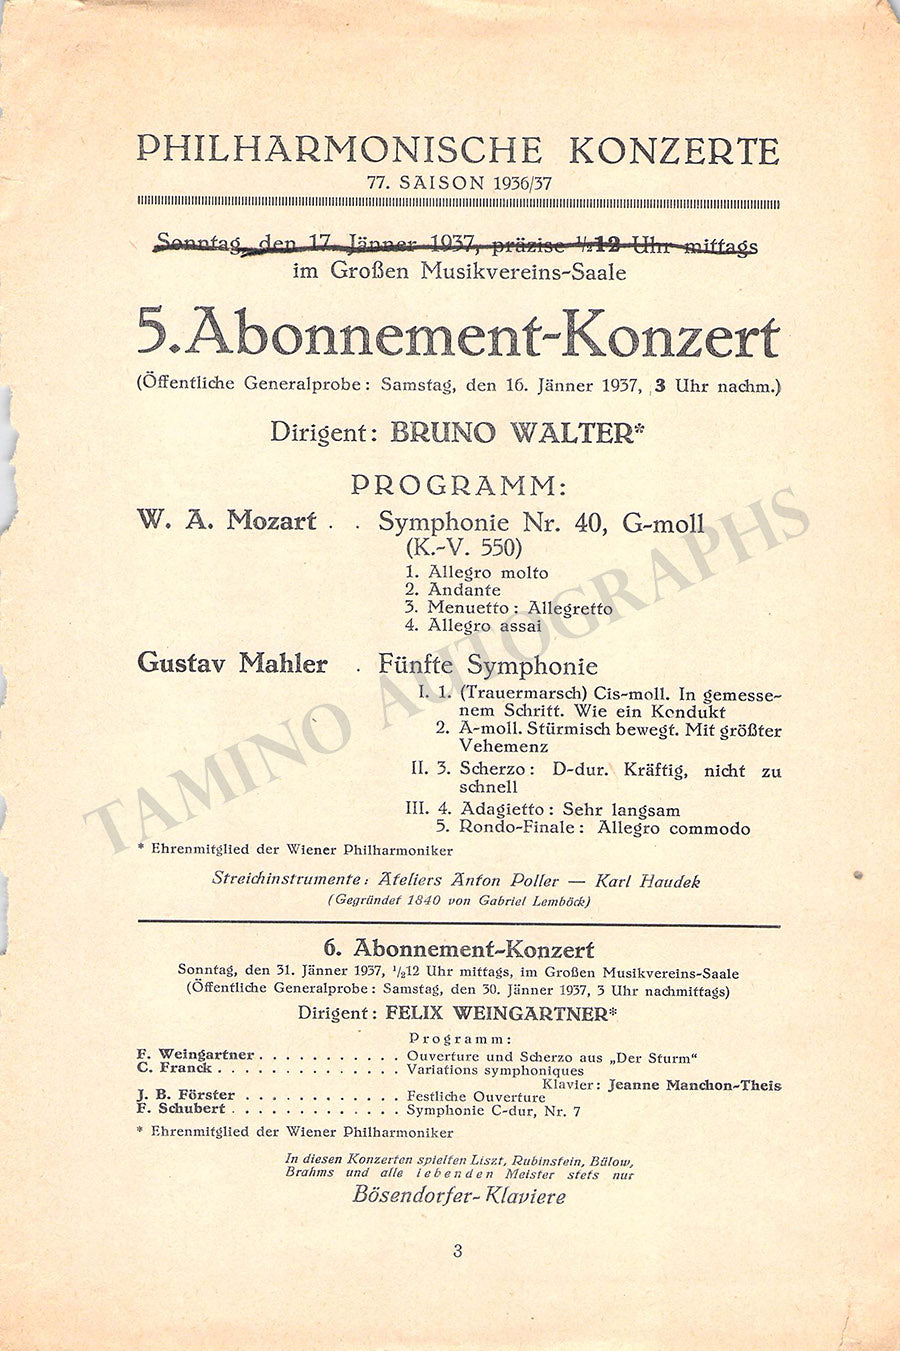 PHILHARMONISCHE KONZERTE
77. SAISON 1936/37
Sonntag, den 17. Jänner 1937, präzise ½12 Uhr mittags
im Großen Musikvereins-Saale
5. Abonnement-Konzert
(Öffentliche Generalprobe: Samstag, den 16. Jänner 1937, 3 Uhr nachm.)
Dirigent: BRUNO WALTER*
PROGRAMM:
W. A. Mozart . . Symphonie Nr. 40, G-moll
(K.-V. 550)
1. Allegro molto
2. Andante
3. Menuetto: Allegretto
4. Allegro assai
Gustav Mahler . Fünfte Symphonie
I. 1. (Trauermarsch) Cis-moll. In gemesse-
nem Schritt. Wie ein Kondukt
2. A-moll. Stürmisch bewegt. Mit größter
Vehemenz
II. 3. Scherzo: D-dur. Kräftig, nicht zu
schnell
III. 4. Adagietto: Sehr langsam
5. Rondo-Finale: Allegro commodo
* Ehrenmitglied der Wiener Philharmoniker
Streichinstrumente: Ateliers Anton Poller — Karl Haudek
(Gegründet 1840 von Gabriel Lemböck)
6. Abonnement-Konzert
Sonntag, den 31. Jänner 1937, ½12 Uhr mittags, im Großen Musikvereins-Saale
(Öffentliche Generalprobe: Samstag, den 30. Jänner 1937, 3 Uhr nachmittags)
Dirigent: FELIX WEINGARTNER*
Programm:
F. Weingartner . . . . . . . . . . . Ouverture und Scherzo aus „Der Sturm“
C. Franck . . . . . . . . . . . . . . Variations symphoniques
Klavier: Jeanne Manchon-Theis
J. B. Förster . . . . . . . . . . . . Festliche Ouverture
F. Schubert . . . . . . . . . . . . . Symphonie C-dur, Nr. 7
* Ehrenmitglied der Wiener Philharmoniker
In diesen Konzerten spielten Liszt, Rubinstein, Bülow,
Brahms und alle lebenden Meister stets nur
Bösendorfer-Klaviere
3
TAMINO AUTOGRAPHS